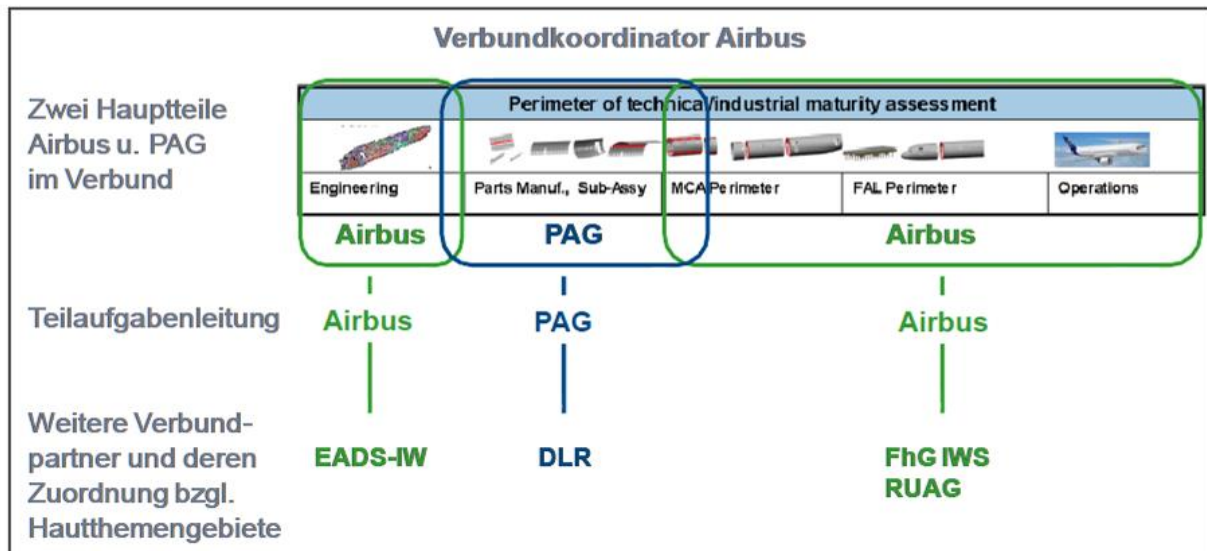 Verbundkoordinator Airbus
Zwei Hauptteile
Airbus u. PAG
im Verbund
Perimeter of technical/industrial maturity assessment
Engineering
Parts Manuf., Sub-Assy
MCA Perimeter
FAL Perimeter
Operations
Airbus
PAG
Airbus
Teilaufgabenleitung
Airbus
PAG
Airbus
Weitere Verbund-
partner und deren
Zuordnung bzgl.
Hautthemengebiete
EADS-IW
DLR
FhG IWS
RUAG